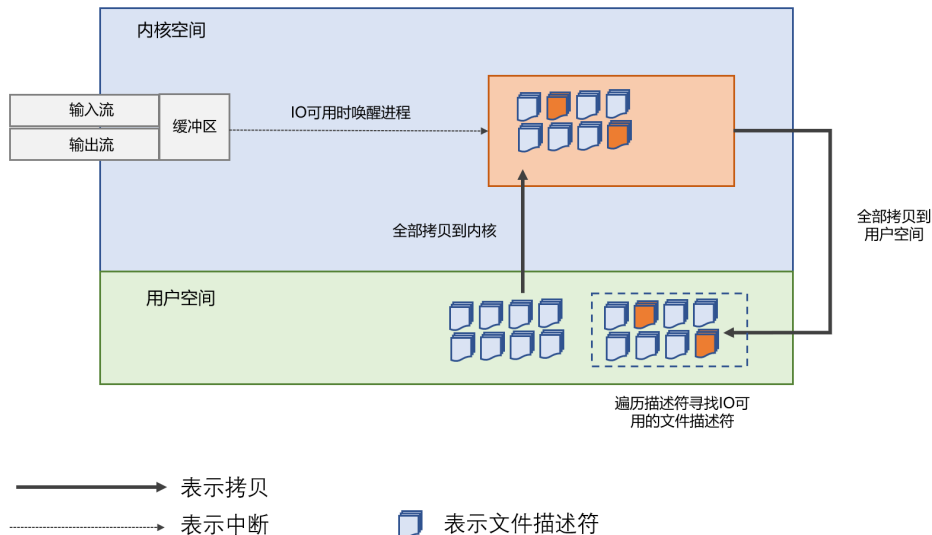 内核空间
输入流
输出流
缓冲区
IO可用时唤醒进程
全部拷贝到内核
全部拷贝到
用户空间
用户空间
遍历描述符寻找IO可
用的文件描述符
表示拷贝
表示中断
表示文件描述符